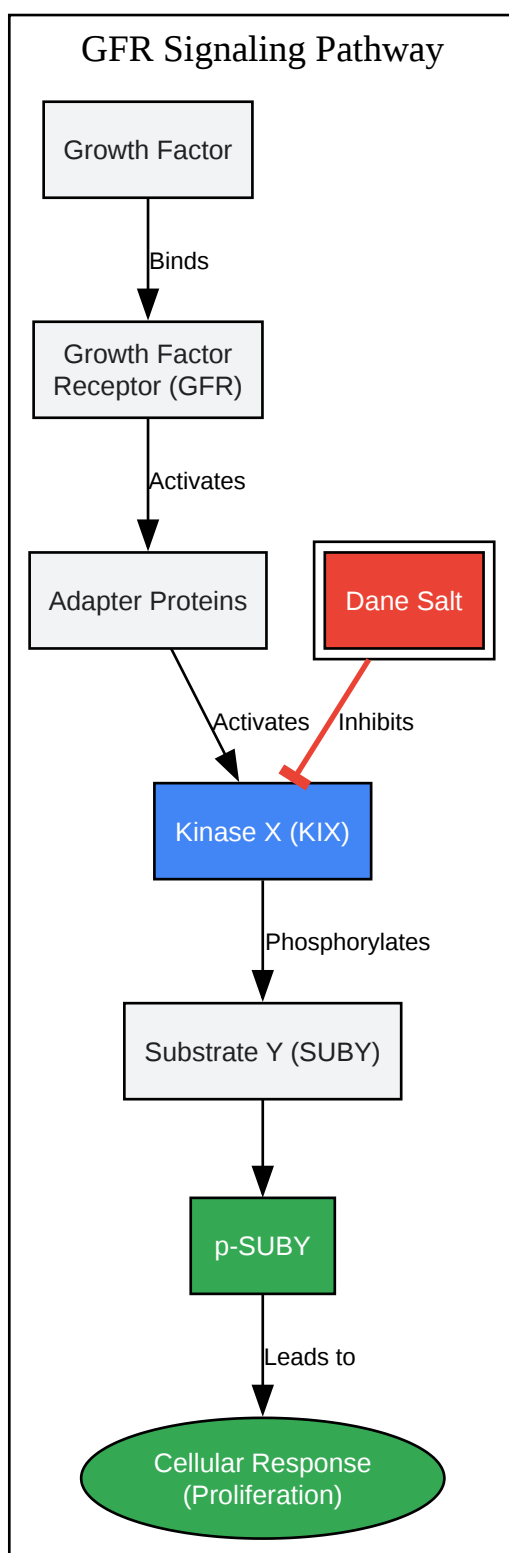 GFR Signaling Pathway
Growth Factor
Binds
Growth Factor
Receptor (GFR)
Activates
Adapter Proteins
Dane Salt
Activates
Inhibits
Kinase X (KIX)
Phosphorylates
Substrate Y (SUBY)
p-SUBY
Leads to
Cellular Response
(Proliferation)